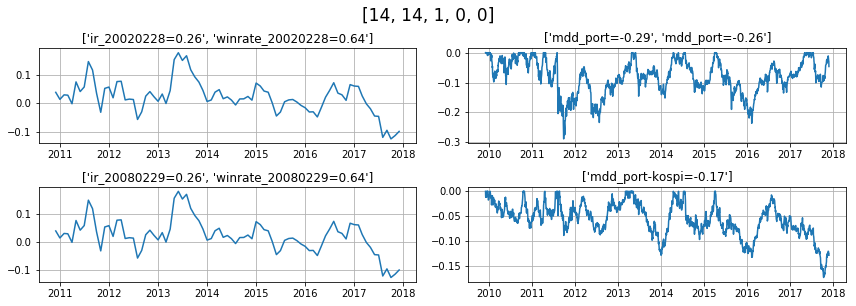 [14, 14, 1, 0, 0]
['ir_20020228=0.26', 'winrate_20020228=0.64']
0.1
0.0
−0.1
2011 2012 2013 2014 2015 2016 2017 2018
['mdd_port=-0.29', 'mdd_port=-0.26']
0.0
−0.1
−0.2
−0.3
2010 2011 2012 2013 2014 2015 2016 2017 2018
['ir_20080229=0.26', 'winrate_20080229=0.64']
0.1
0.0
−0.1
2011 2012 2013 2014 2015 2016 2017 2018
['mdd_port-kospi=-0.17']
0.00
−0.05
−0.10
−0.15
2010 2011 2012 2013 2014 2015 2016 2017 2018